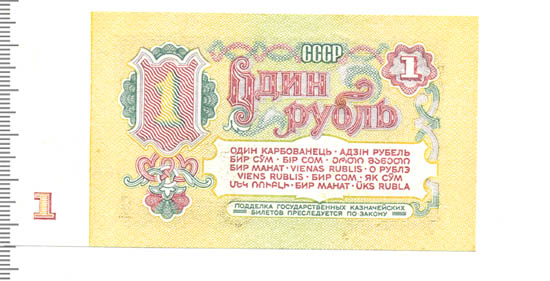 СССР
1
1
Один
рубль
ОДИН КАРБОВАНЕЦЬ · АДЗІН РУБЕЛЬ
БИР СЎМ · БІР СОМ · ᲔᲠᲗᲘ ᲛᲐᲜᲔᲗᲘ
БИР МАНАТ · VIENAS RUBLIS · О РУБЛЭ
VIENS RUBLIS · БИР СОМ · ЯК СЎМ
ՄԵԿ ՌՈՒԲԼԻ · БИР МАНАТ · ÜKS RUBLA
ПОДДЕЛКА ГОСУДАРСТВЕННЫХ КАЗНАЧЕЙСКИХ
БИЛЕТОВ ПРЕСЛЕДУЕТСЯ ПО ЗАКОНУ
1